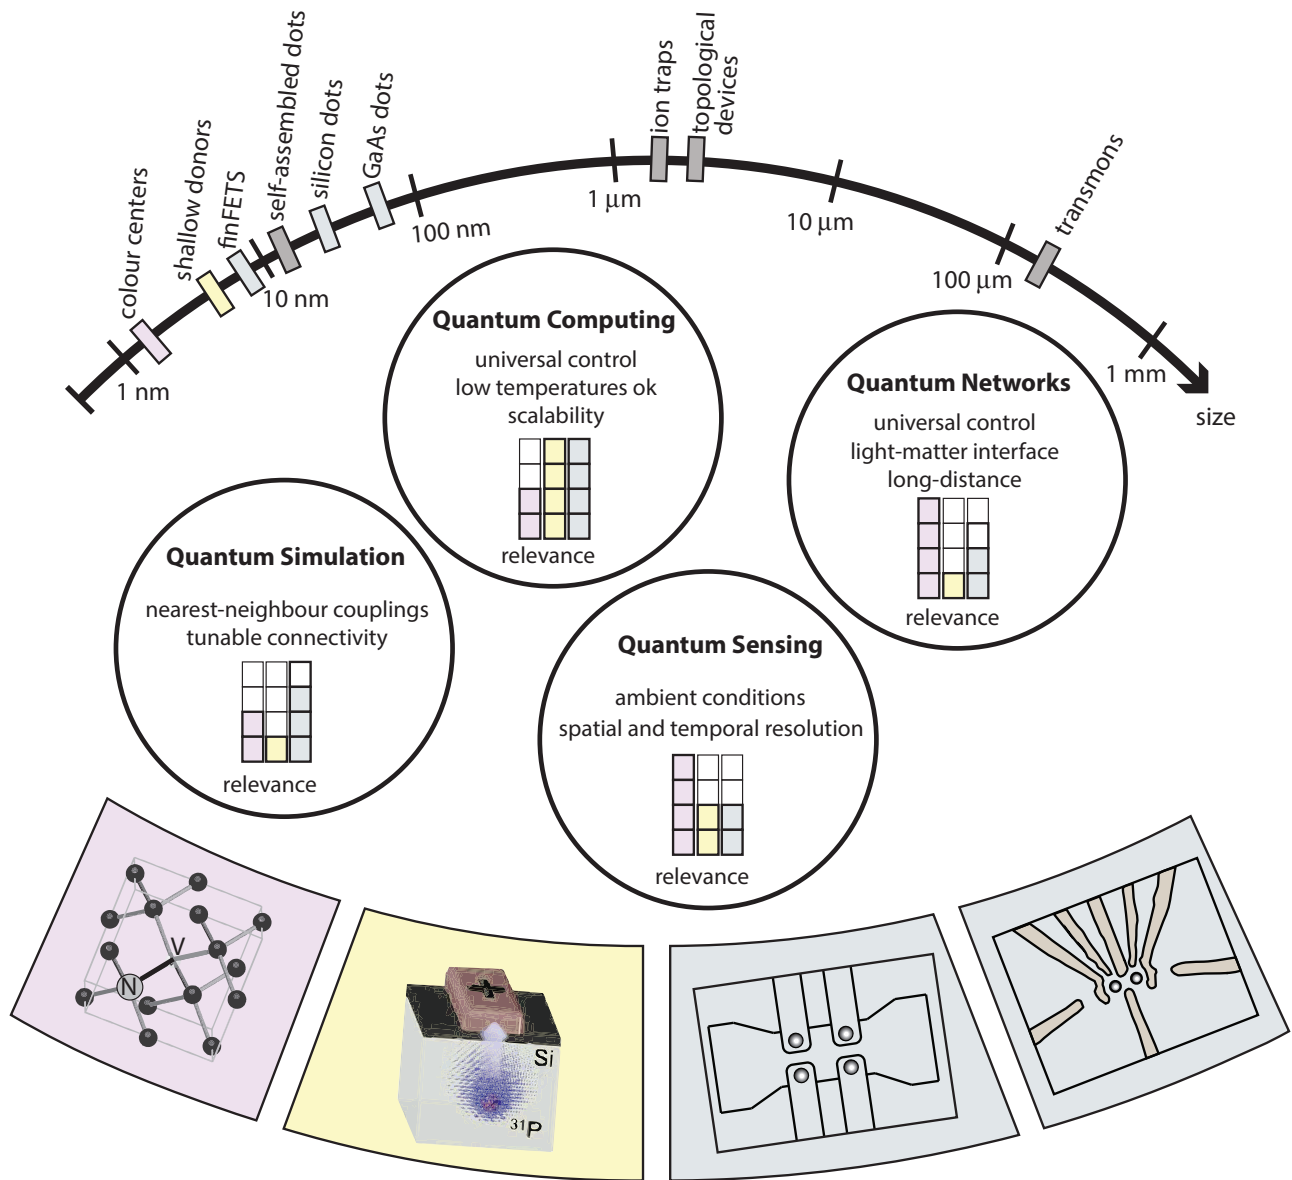 colour centers
shallow donors
finFETS
self-assembled dots
silicon dots
GaAs dots
ion traps
topological
devices
transmons
1 nm
10 nm
100 nm
1 μm
10 μm
100 μm
1 mm
size
Quantum Computing
universal control
low temperatures ok
scalability
relevance
Quantum Networks
universal control
light-matter interface
long-distance
relevance
Quantum Simulation
nearest-neighbour couplings
tunable connectivity
relevance
Quantum Sensing
ambient conditions
spatial and temporal resolution
relevance
V
N
+
Si
³¹P